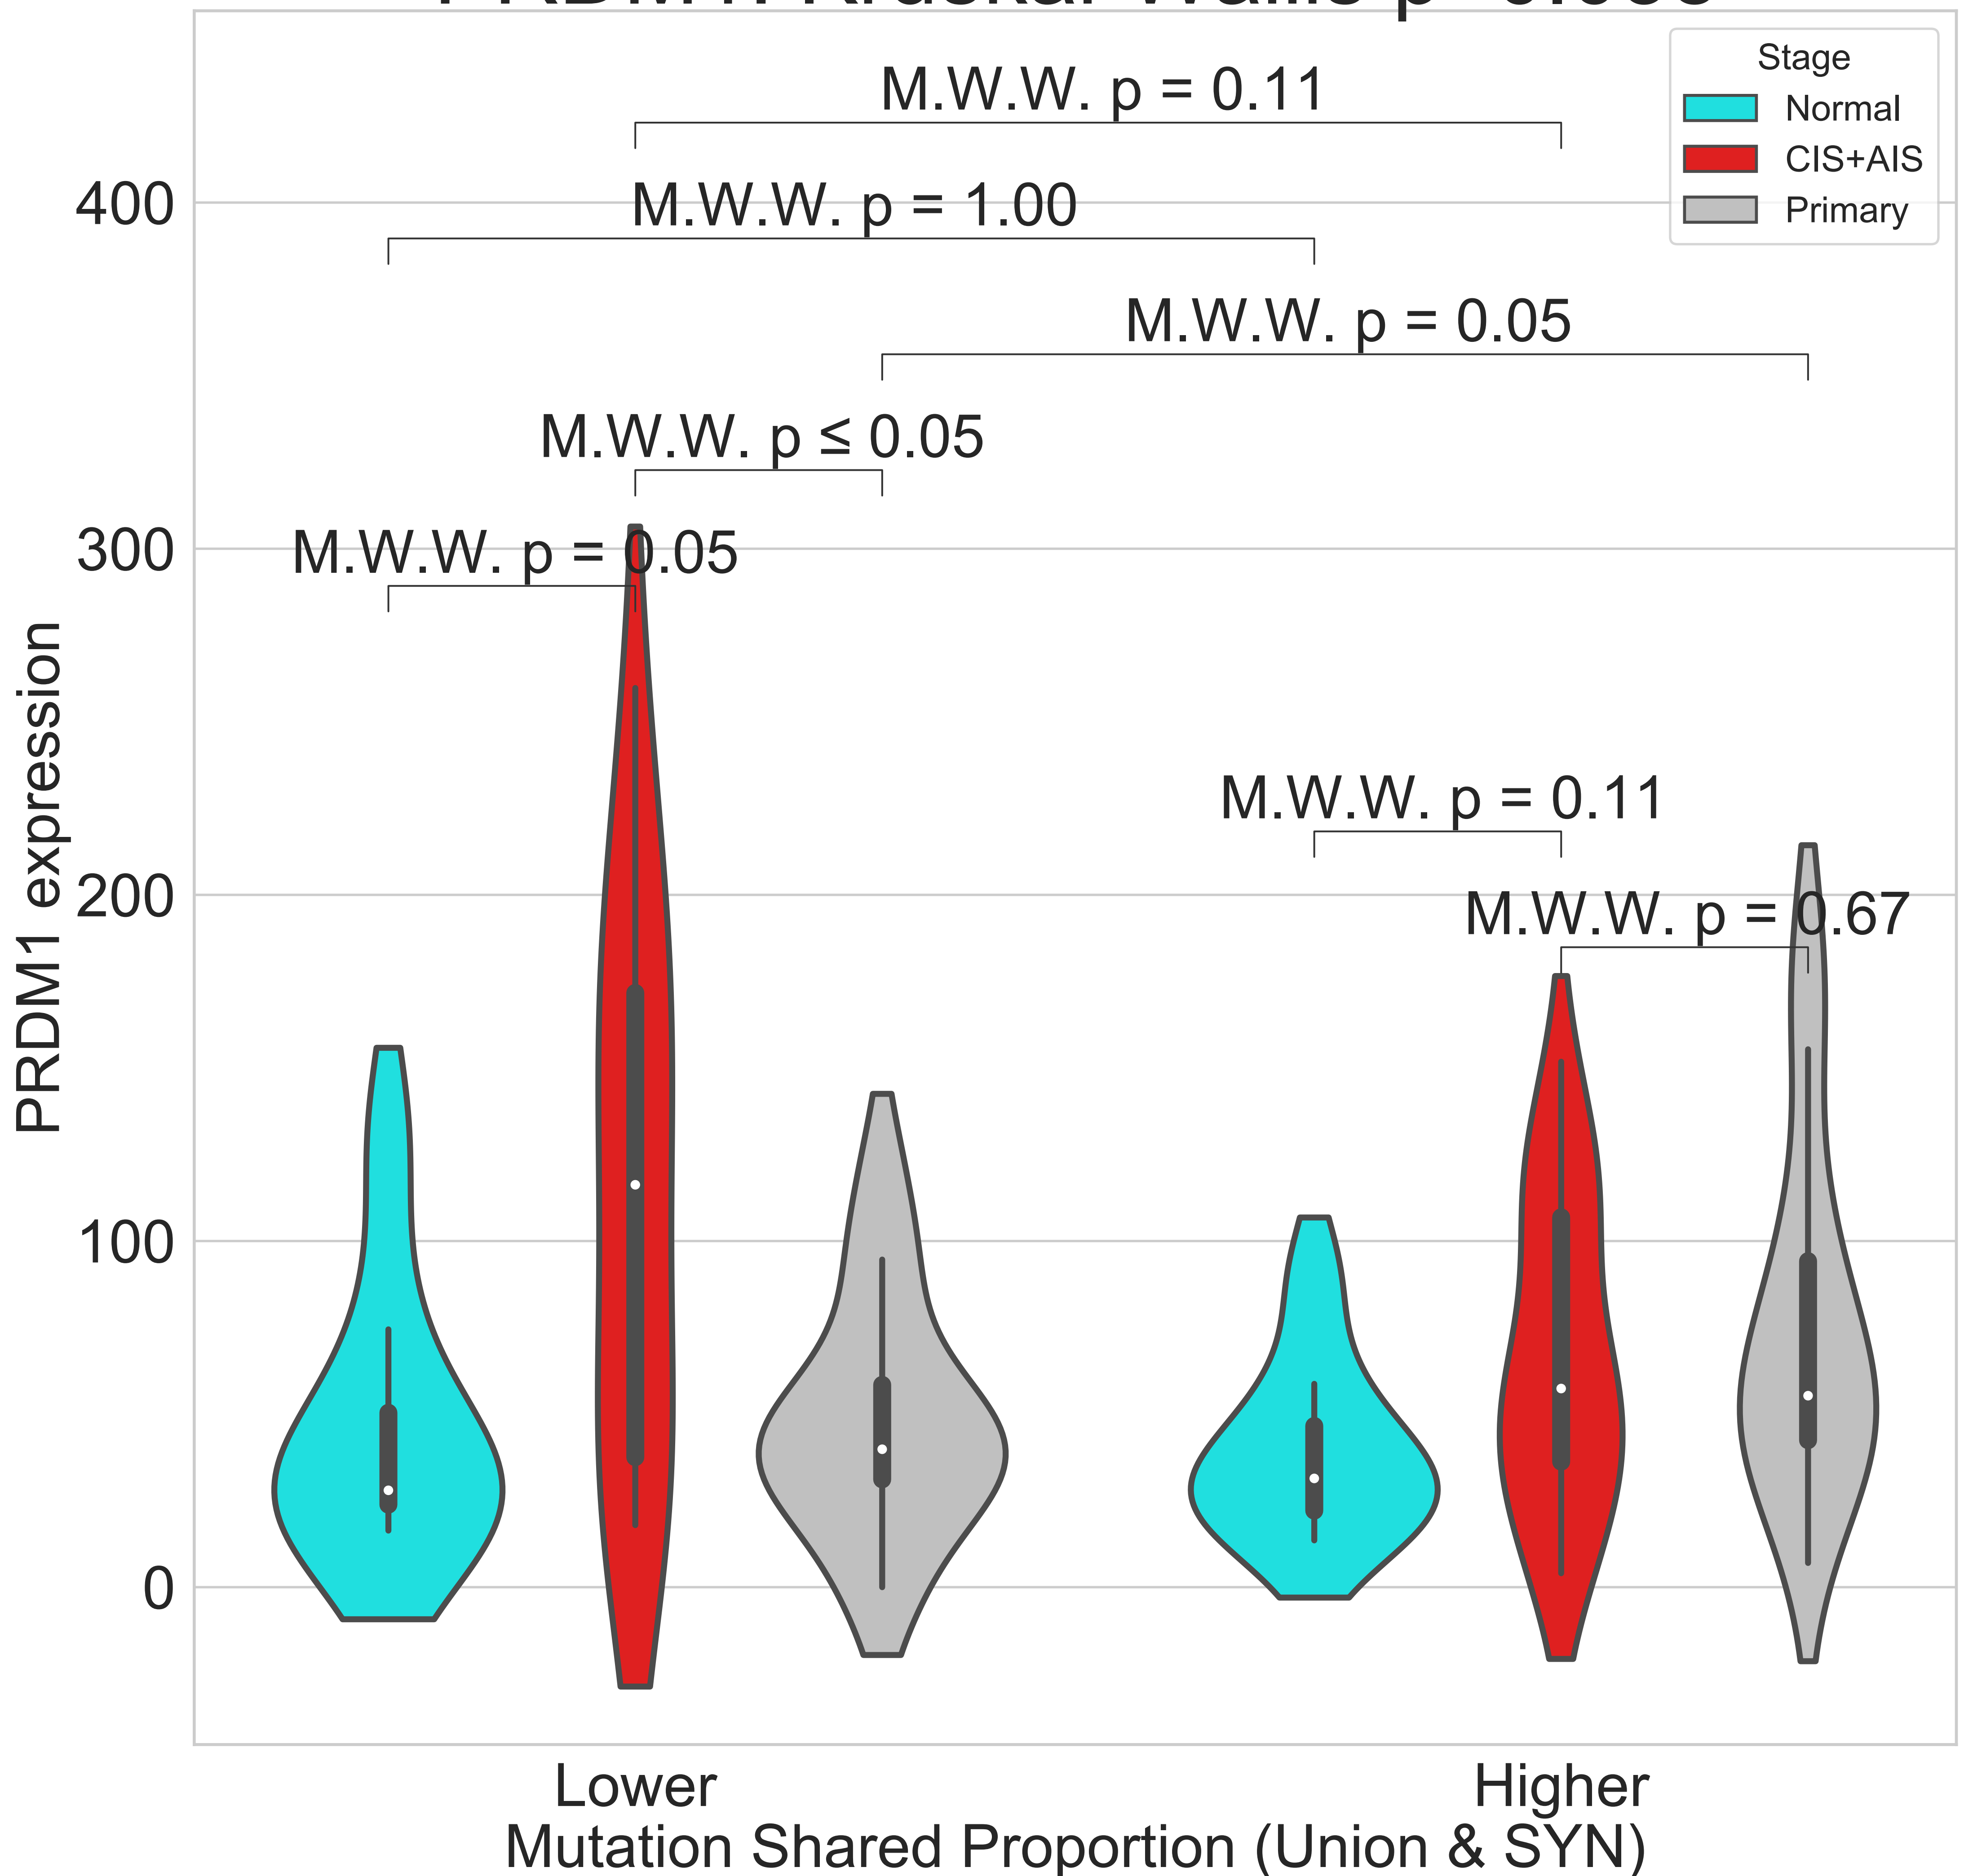 M.W.W. p = 0.11
Stage
Normal
CIS+AIS
Primary
M.W.W. p = 1.00
400
M.W.W. p = 0.05
M.W.W. p ≤ 0.05
M.W.W. p = 0.05
300
PRDM1 expression
M.W.W. p = 0.11
200
M.W.W. p = 0.67
100
0
Lower
Higher
Mutation Shared Proportion (Union & SYN)